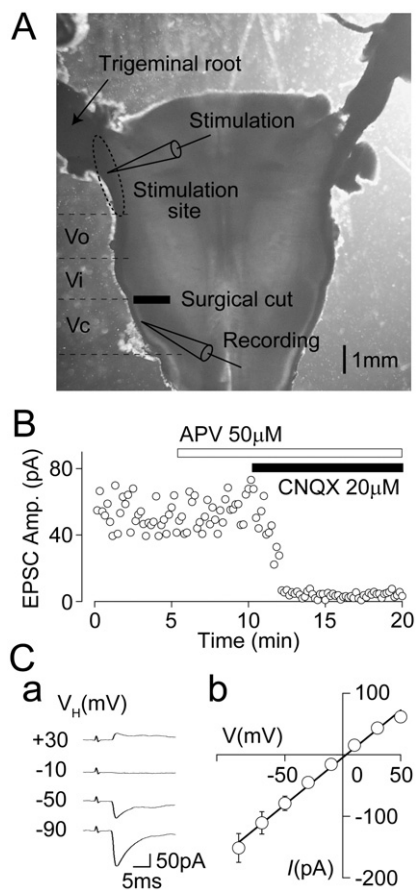 A
Trigeminal root
Stimulation
Stimulation
site
Vo
Vi
Surgical cut
Vc
Recording
1mm
B
APV 50μM
CNQX 20μM
EPSC Amp. (pA)
80
40
0
0 5 10 15 20
Time (min)
C
a
V_H(mV)
+30
-10
-50
-90
50pA
5ms
b
100
V(mV)
-50 50
-100
-200
I(pA)